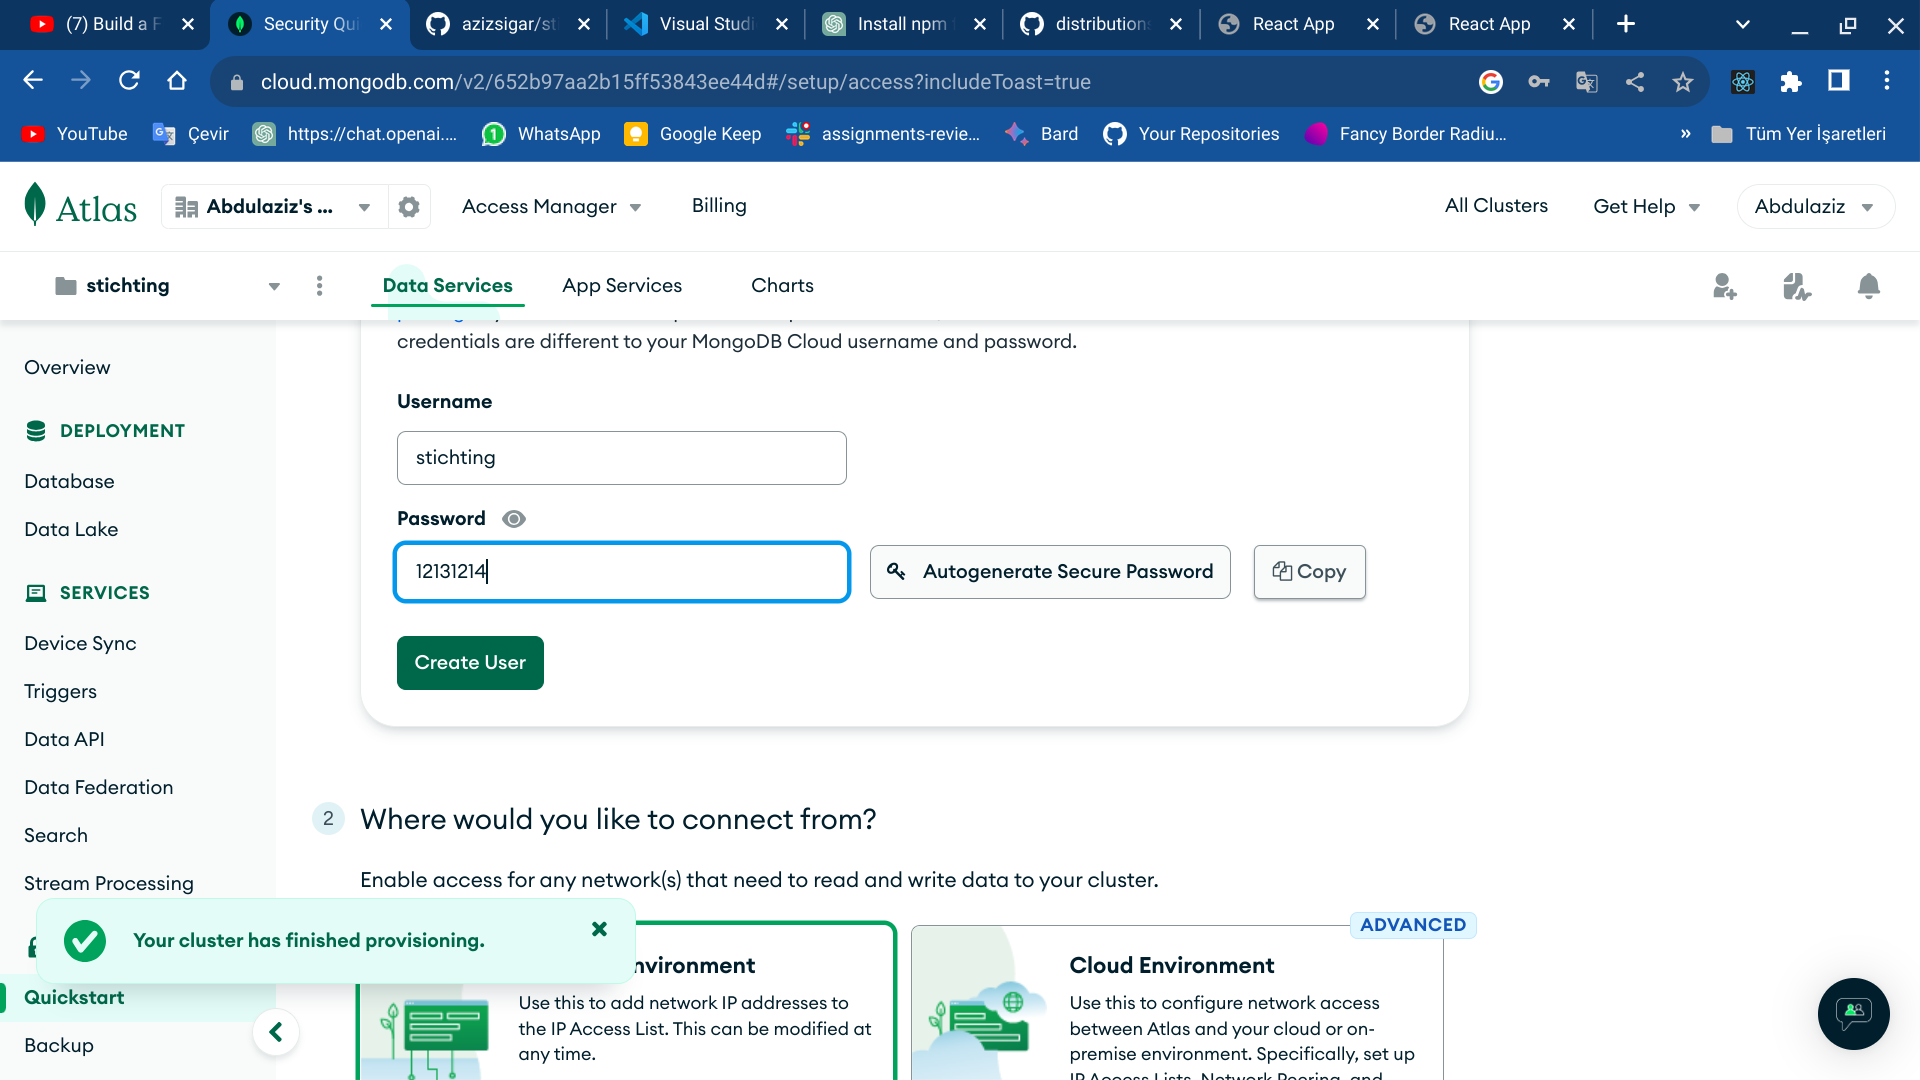 (7) Build a F
Security Qui
azizsigar/sti
Visual Studi
Install npm
distributions
React App
React App
cloud.mongodb.com/v2/652b97aa2b15ff53843ee44d#/setup/access?includeToast=true
YouTube
Çevir
https://chat.openai....
WhatsApp
Google Keep
assignments-revie...
Bard
Your Repositories
Fancy Border Radiu...
»
Tüm Yer İşaretleri
Atlas
Abdulaziz's ...
Access Manager
Billing
All Clusters
Get Help
Abdulaziz
stichting
Data Services
App Services
Charts
credentials are different to your MongoDB Cloud username and password.
Overview
Username
DEPLOYMENT
stichting
Database
Password
Data Lake
12131214
Autogenerate Secure Password
Copy
SERVICES
Device Sync
Create User
Triggers
Data API
Data Federation
2 Where would you like to connect from?
Search
Enable access for any network(s) that need to read and write data to your cluster.
Stream Processing
ADVANCED
Your cluster has finished provisioning.
nvironment
Cloud Environment
Quickstart
Use this to add network IP addresses to
the IP Access List. This can be modified at
any time.
Use this to configure network access
between Atlas and your cloud or on-
premise environment. Specifically, set up
IP Access Lists, Network Peering, and
Backup